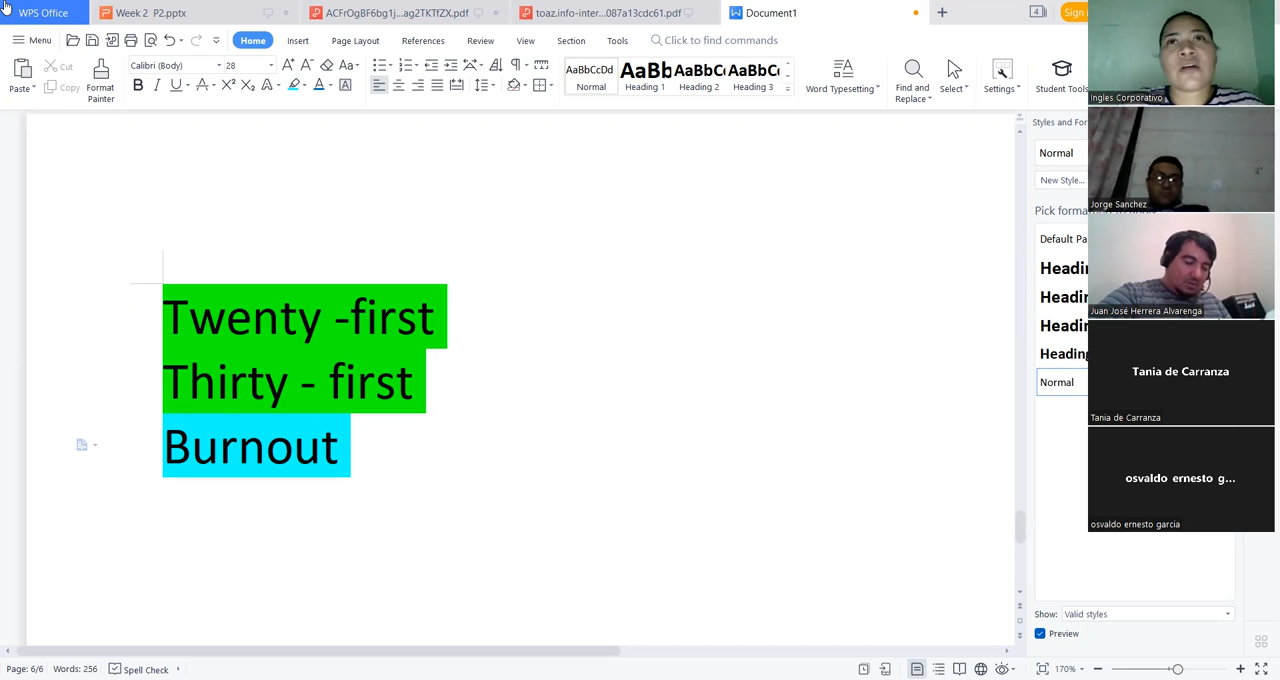 WPS Office
Week 2 P2.pptx
ACFrOgBF6bg1j...ag2TKTfZX.pdf
toaz.info-inter...087a13cdc61.pdf
Document1
4
Sign i
Menu
Home
Insert
Page Layout
References
Review
View
Section
Tools
Click to find commands
Paste
Cut
Copy
Format
Painter
Calibri (Body)
28
AaBbCcDd
Normal
AaBb
Heading 1
AaBbC
Heading 2
AaBbC
Heading 3
Word Typesetting
Find and
Replace
Select
Settings
Student Tools
Twenty -first
Thirty - first
Burnout
Styles and For
Normal
New Style...
Pick forma
Default Pa
Headin
Headin
Headin
Heading
Normal
Show: Valid styles
Preview
Ingles Corporativo
Jorge Sanchez
Juan José Herrera Alvarenga
Tania de Carranza
Tania de Carranza
osvaldo ernesto g...
osvaldo ernesto garcia
Page: 6/6
Words: 256
Spell Check
170%